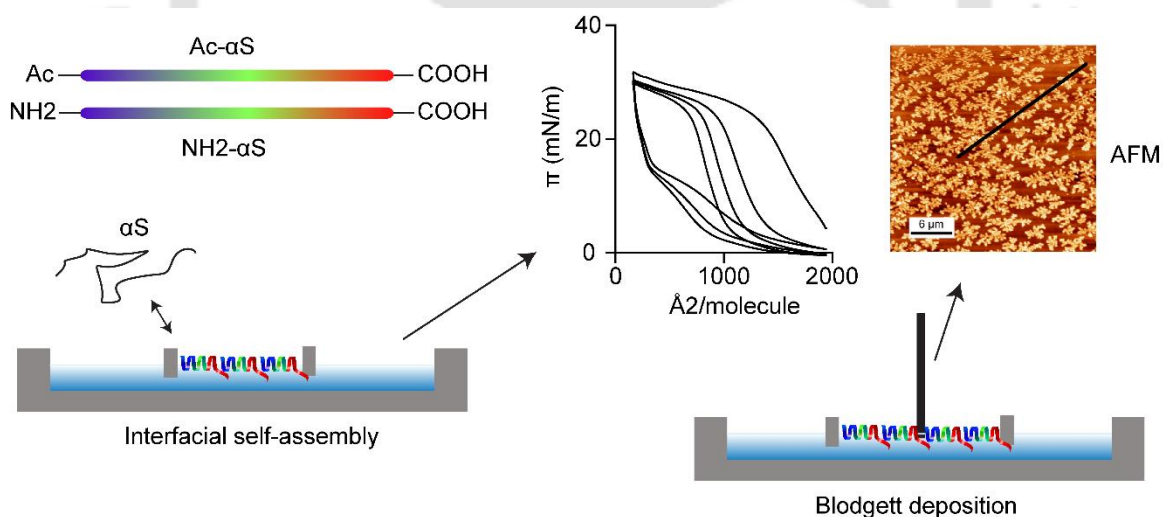 Ac-αS
Ac
COOH
NH2
COOH
NH2-αS
αS
Interfacial self-assembly
40
20
0
π (mN/m)
0
1000
2000
Å2/molecule
AFM
6 µm
Blodgett deposition